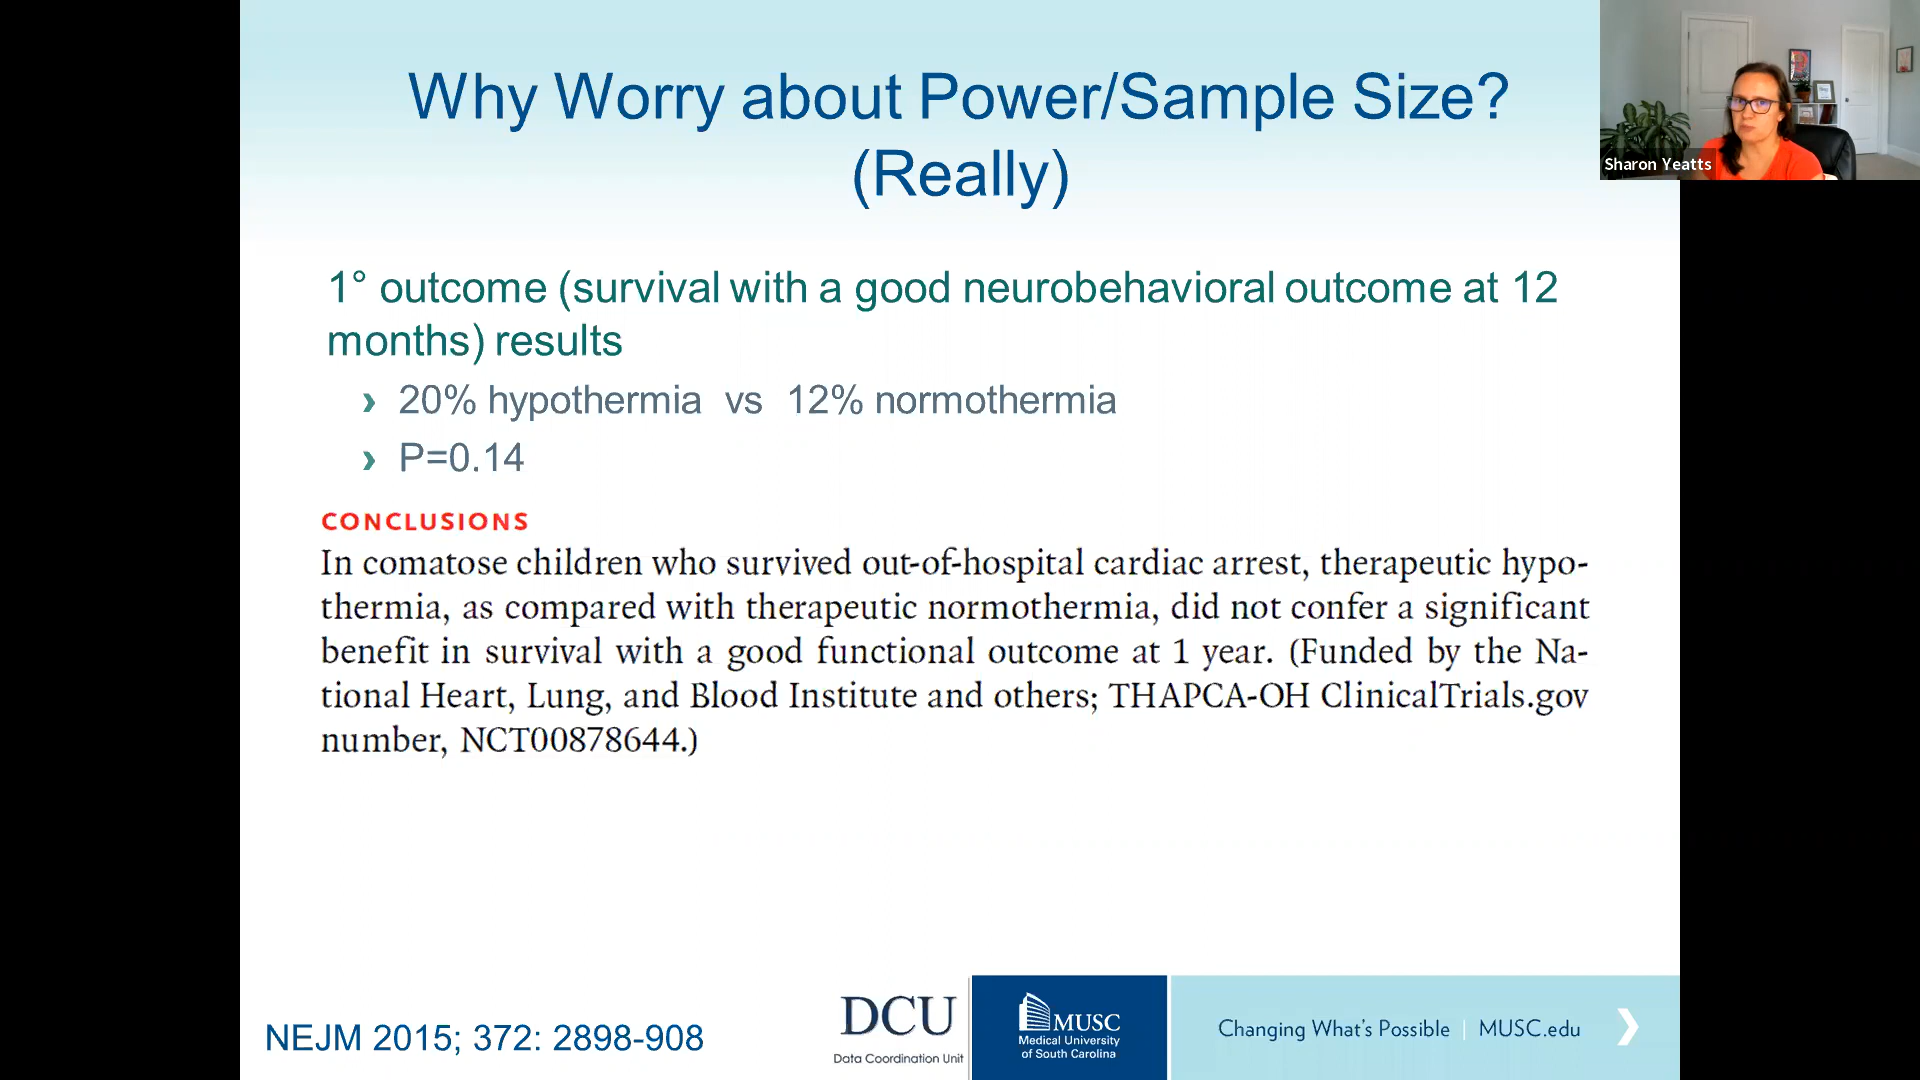 Why Worry about Power/Sample Size?
(Really)
Sharon Yeatts
1° outcome (survival with a good neurobehavioral outcome at 12
months) results
› 20% hypothermia vs 12% normothermia
› P=0.14
CONCLUSIONS
In comatose children who survived out-of-hospital cardiac arrest, therapeutic hypo-
thermia, as compared with therapeutic normothermia, did not confer a significant
benefit in survival with a good functional outcome at 1 year. (Funded by the Na-
tional Heart, Lung, and Blood Institute and others; THAPCA-OH ClinicalTrials.gov
number, NCT00878644.)
NEJM 2015; 372: 2898-908
DCU
Data Coordination Unit
MUSC
Medical University
of South Carolina
Changing What's Possible | MUSC.edu